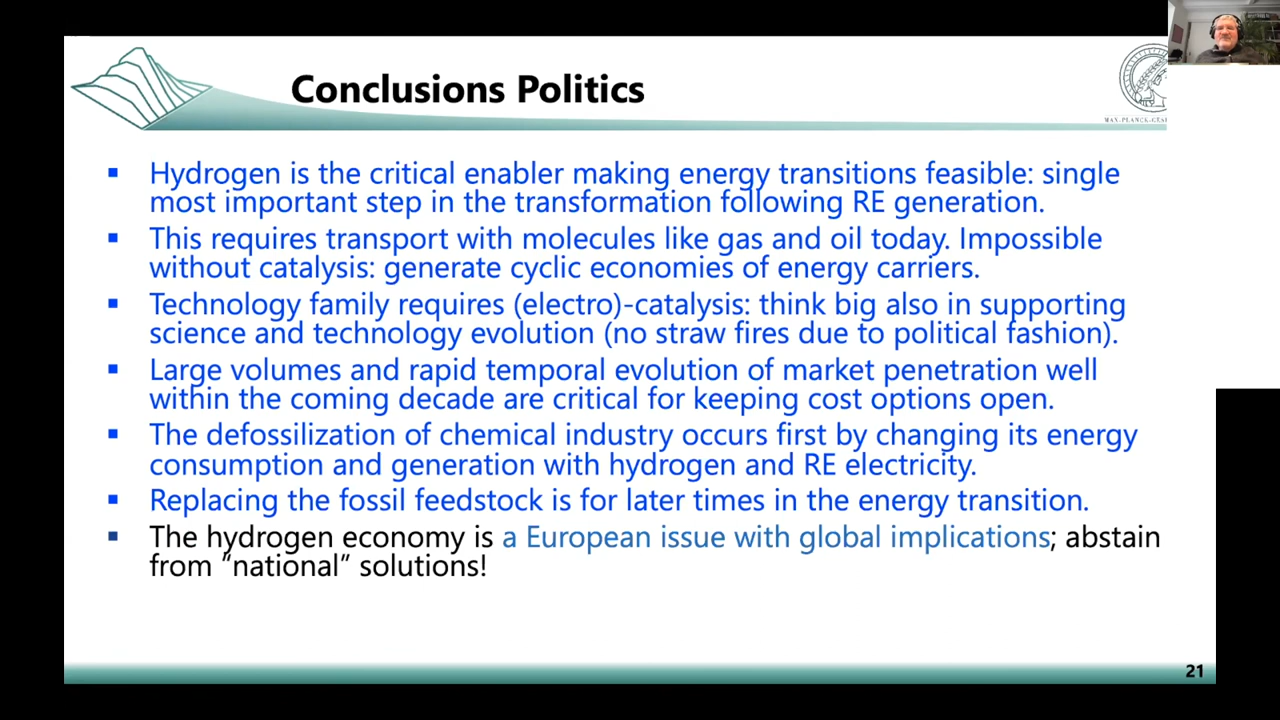 Conclusions Politics
MAX-PLANCK-GESE
▪ Hydrogen is the critical enabler making energy transitions feasible: single
most important step in the transformation following RE generation.
▪ This requires transport with molecules like gas and oil today. Impossible
without catalysis: generate cyclic economies of energy carriers.
▪ Technology family requires (electro)-catalysis: think big also in supporting
science and technology evolution (no straw fires due to political fashion).
▪ Large volumes and rapid temporal evolution of market penetration well
within the coming decade are critical for keeping cost options open.
▪ The defossilization of chemical industry occurs first by changing its energy
consumption and generation with hydrogen and RE electricity.
▪ Replacing the fossil feedstock is for later times in the energy transition.
▪ The hydrogen economy is a European issue with global implications; abstain
from “national” solutions!
21